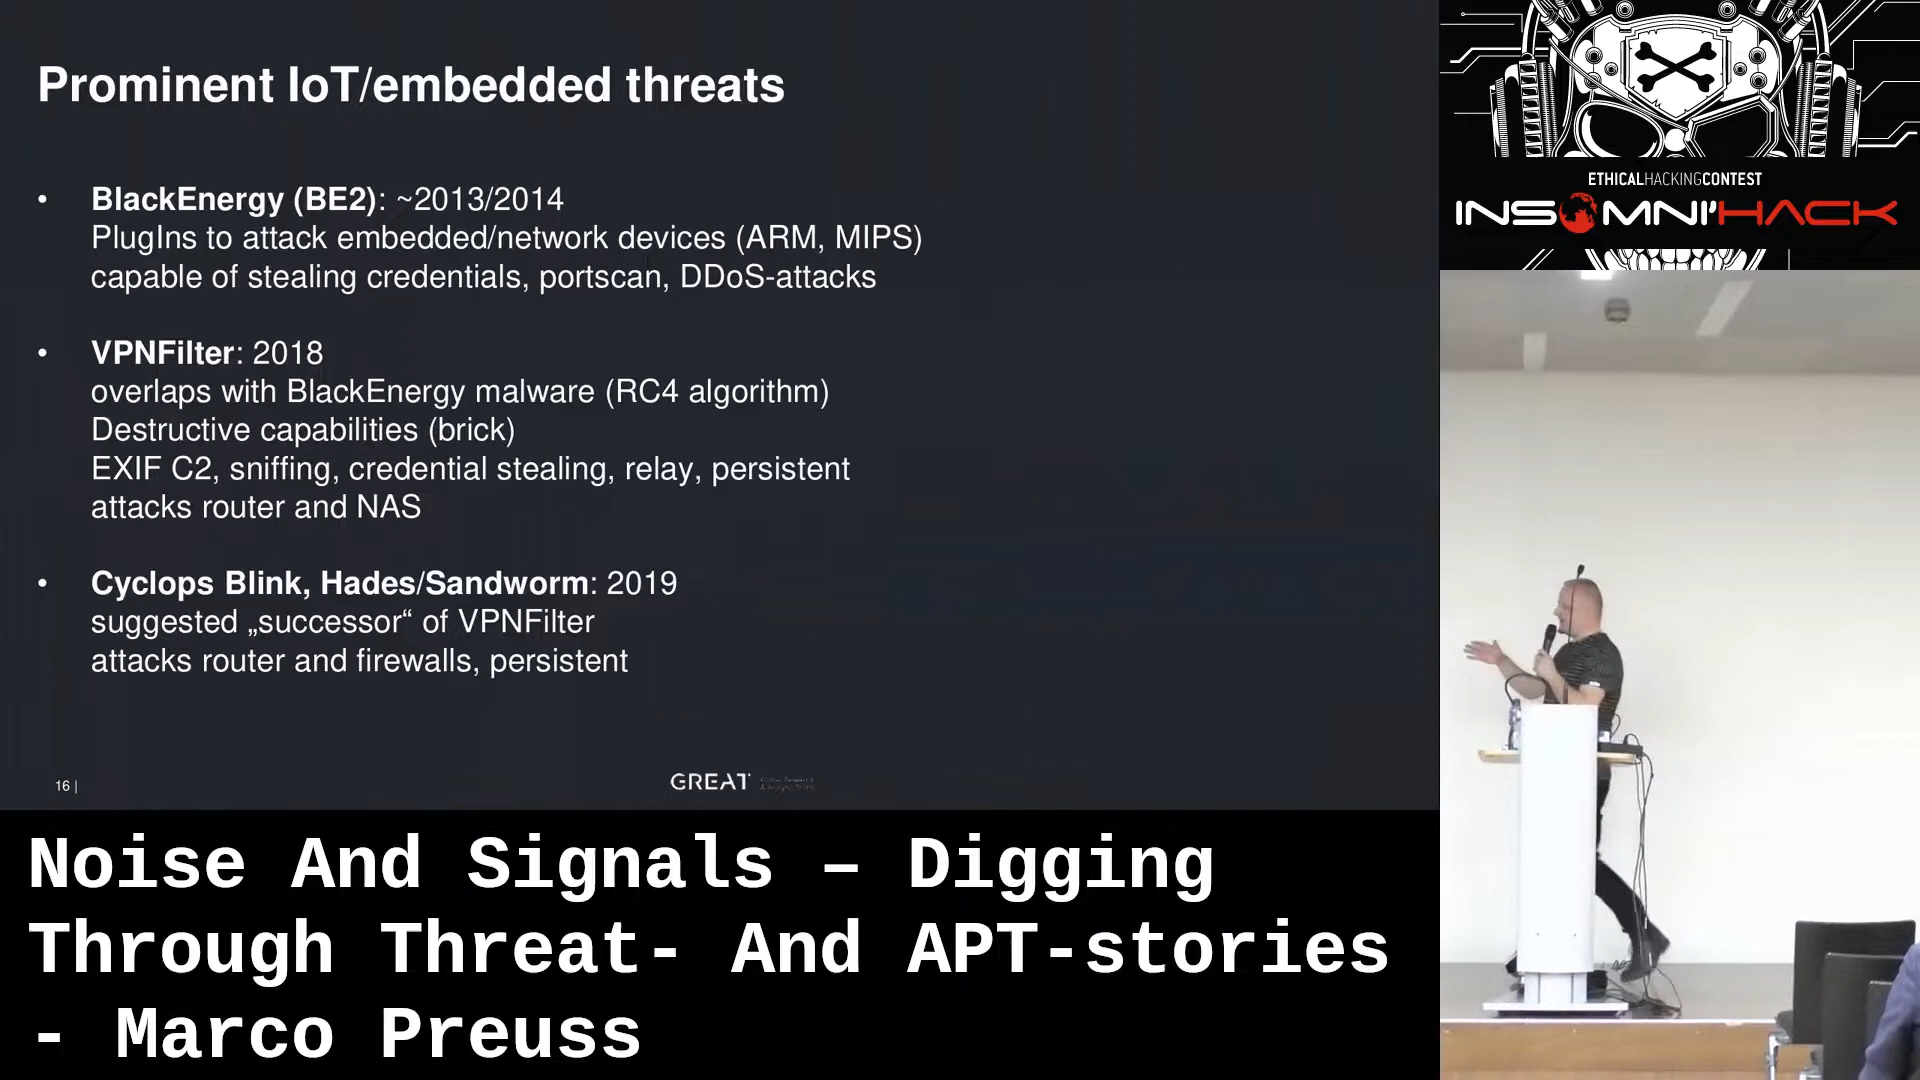 Prominent IoT/embedded threats
• BlackEnergy (BE2): ~2013/2014
PlugIns to attack embedded/network devices (ARM, MIPS)
capable of stealing credentials, portscan, DDoS-attacks
• VPNFilter: 2018
overlaps with BlackEnergy malware (RC4 algorithm)
Destructive capabilities (brick)
EXIF C2, sniffing, credential stealing, relay, persistent
attacks router and NAS
• Cyclops Blink, Hades/Sandworm: 2019
suggested „successor“ of VPNFilter
attacks router and firewalls, persistent
16 |
GREAT
ETHICALHACKINGCONTEST
INSOMNI'HACK
Noise And Signals – Digging
Through Threat- And APT-stories
- Marco Preuss